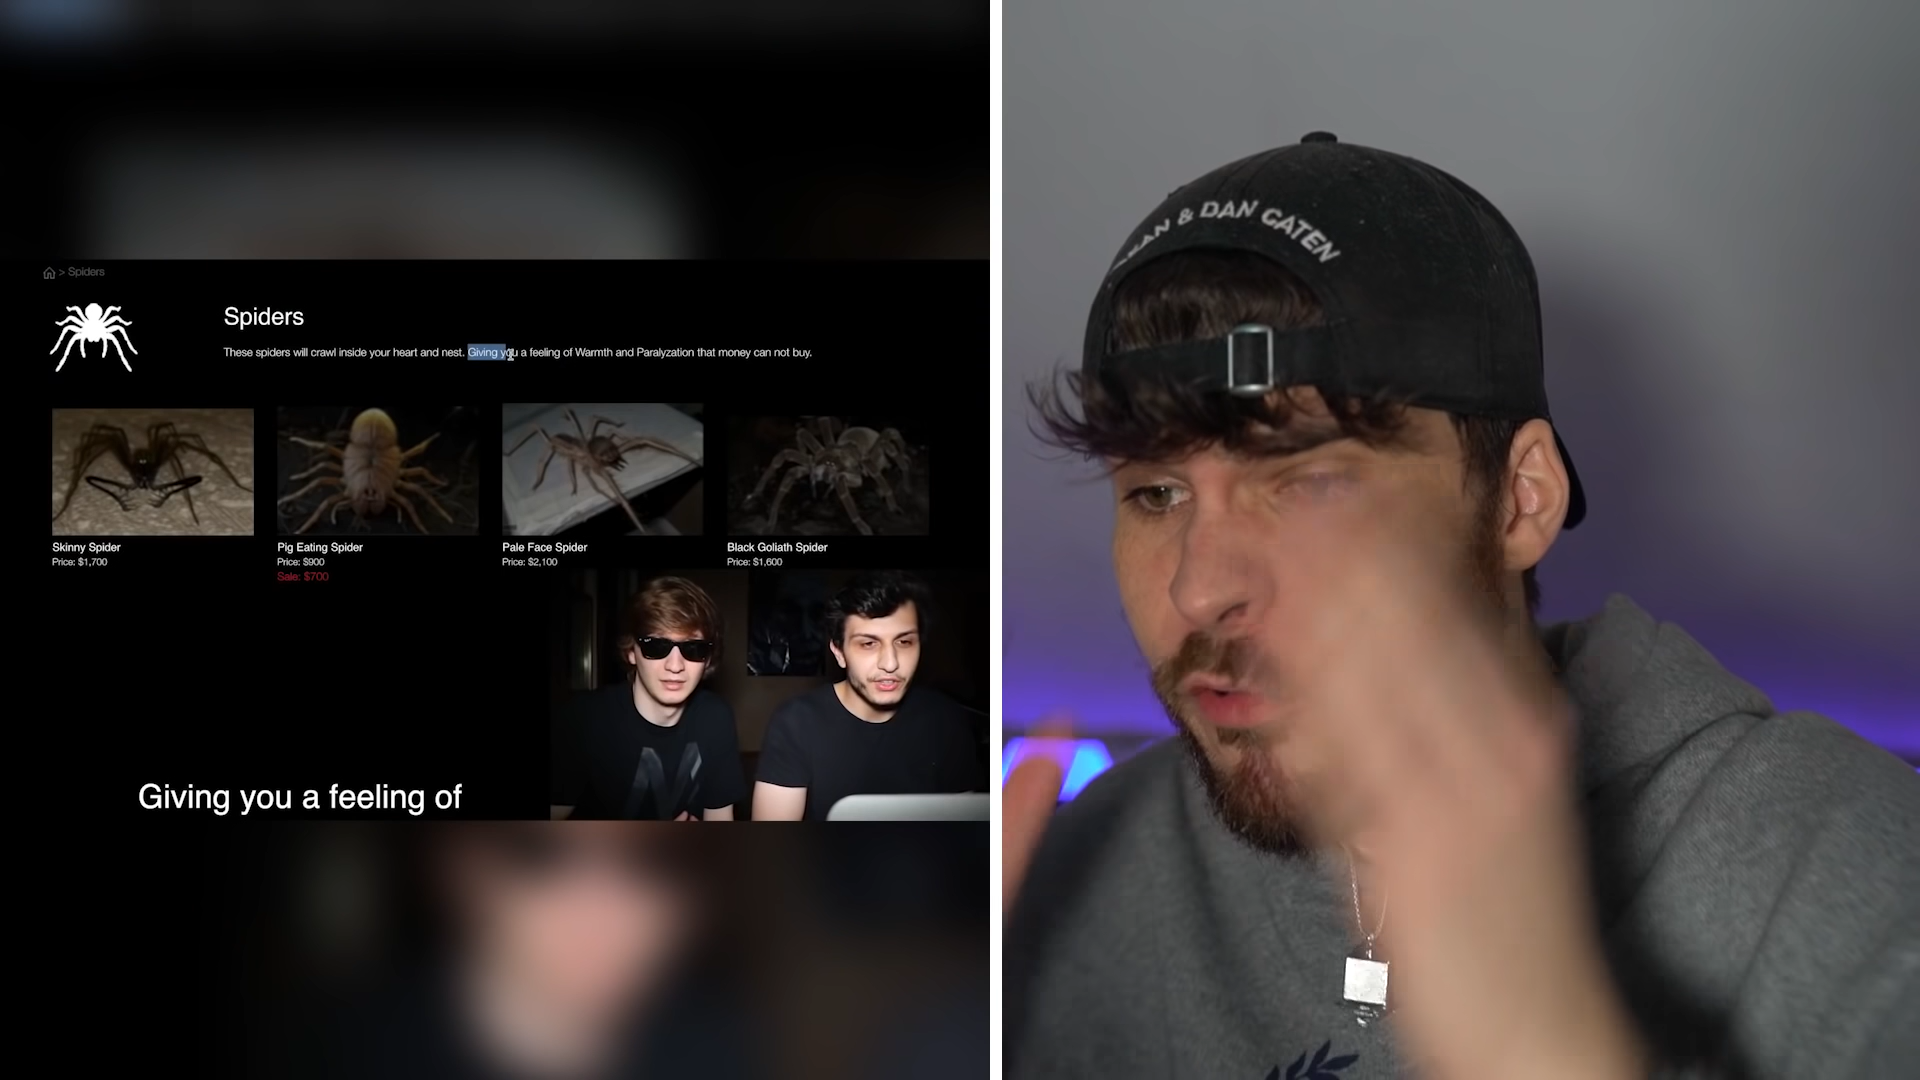 > Spiders
Spiders
These spiders will crawl inside your heart and nest. Giving you a feeling of Warmth and Paralyzation that money can not buy.
Skinny Spider
Price: $1,700
Pig Eating Spider
Price: $900
Sale: $700
Pale Face Spider
Price: $2,100
Black Goliath Spider
Price: $1,600
Giving you a feeling of
& DAN GATEN